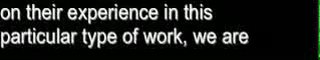 on their experience in this
particular type of work, we are